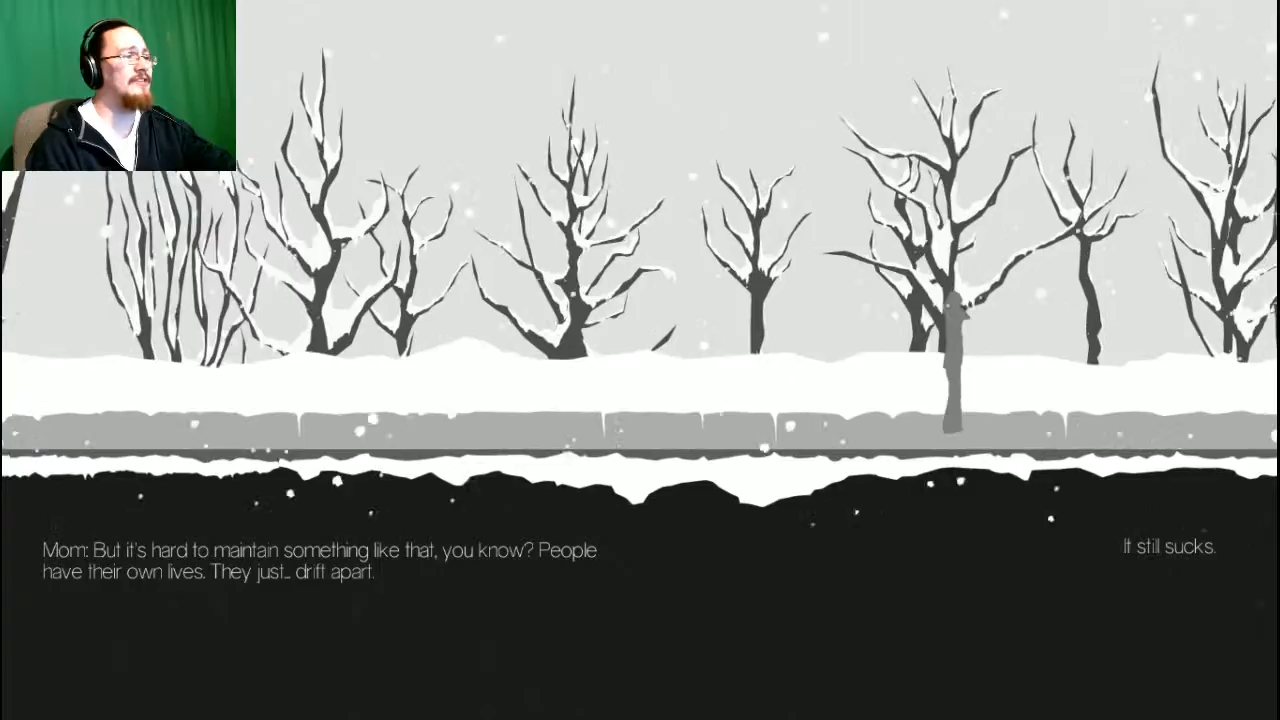 Mom: But it's hard to maintain something like that, you know? People
have their own lives. They just... drift apart.
It still sucks.